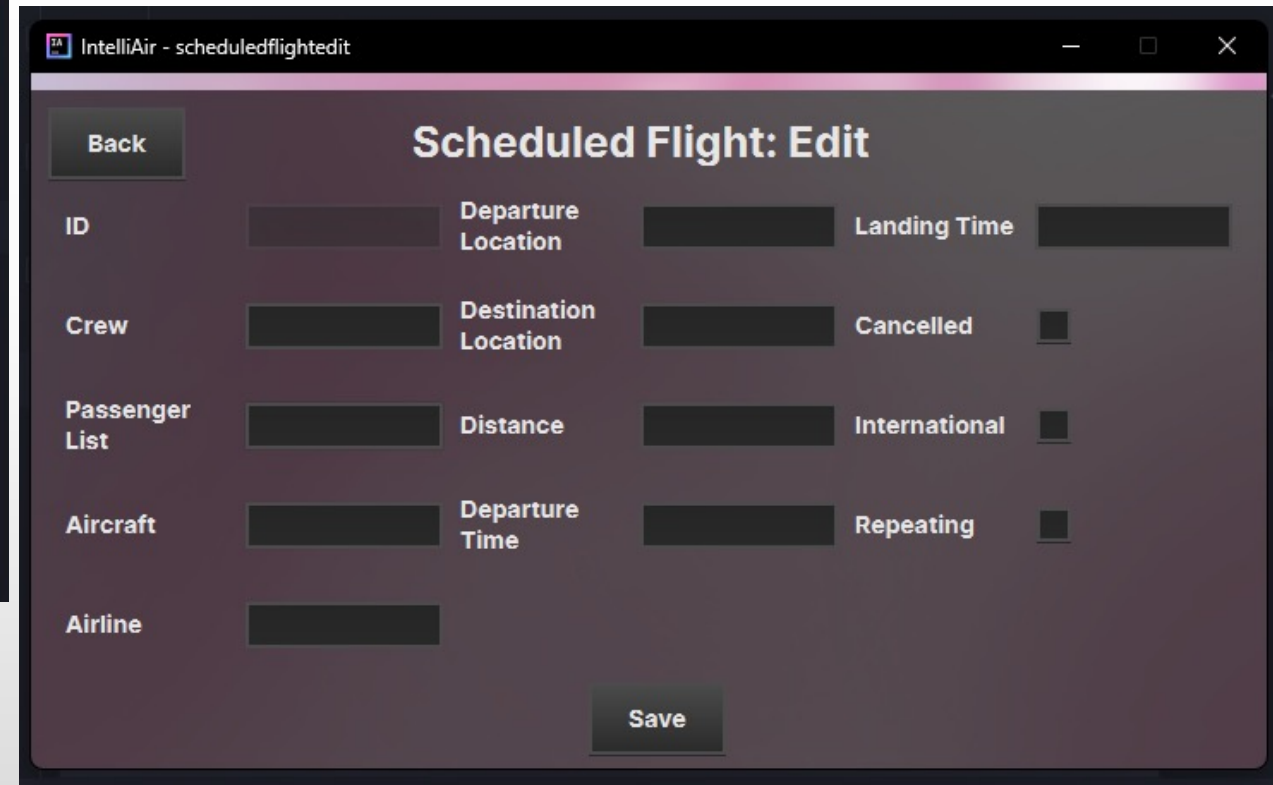 IntelliAir - scheduledflightedit
Back
Scheduled Flight: Edit
ID
Departure
Location
Landing Time
Crew
Destination
Location
Cancelled
Passenger
List
Distance
International
Aircraft
Departure
Time
Repeating
Airline
Save